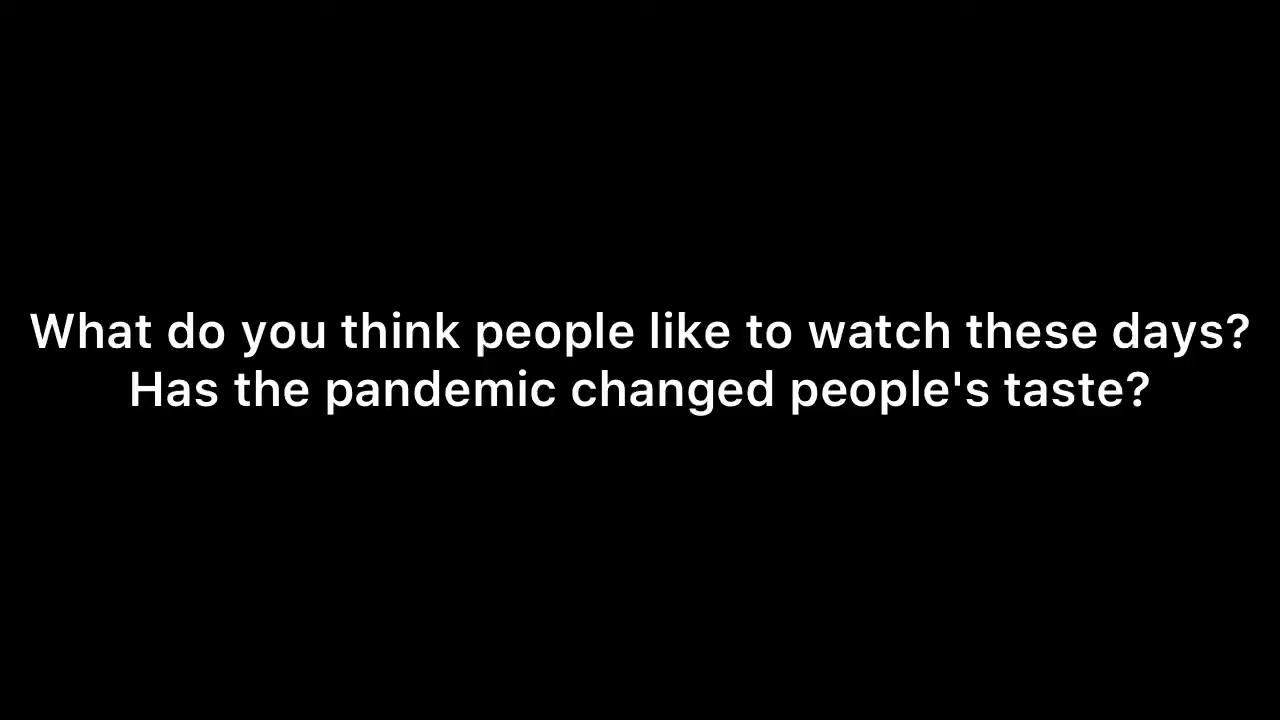 What do you think people like to watch these days?
Has the pandemic changed people's taste?